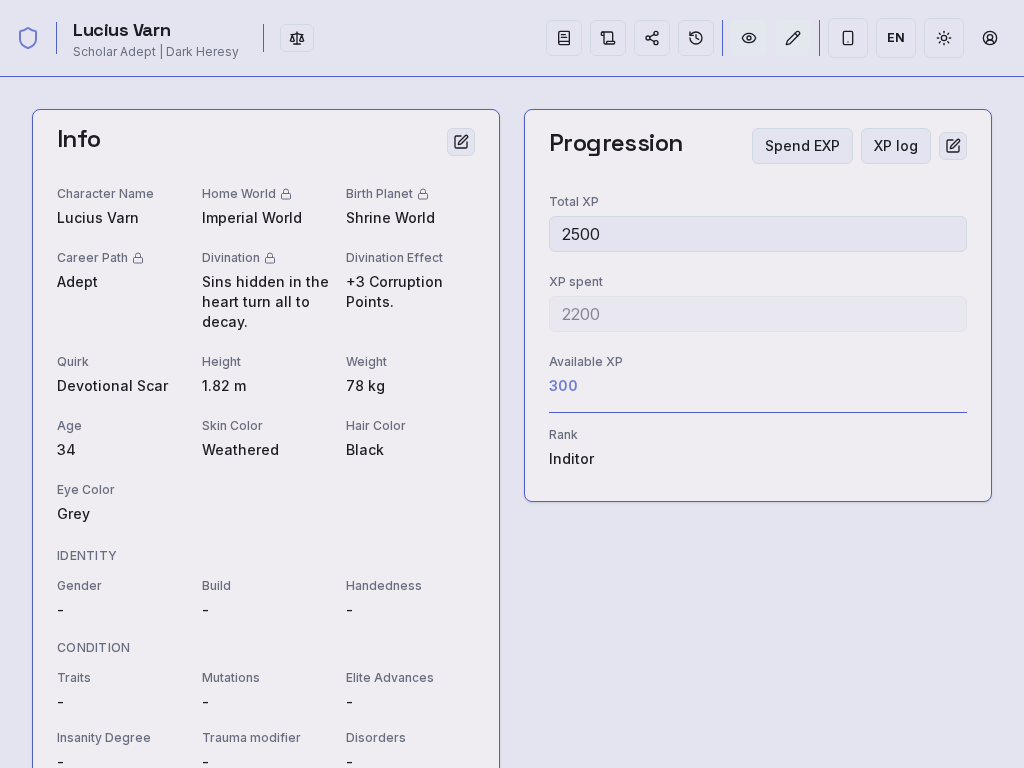 Lucius Varn
Scholar Adept | Dark Heresy
EN
Info
Character Name
Lucius Varn
Home World
Imperial World
Birth Planet
Shrine World
Career Path
Adept
Divination
Sins hidden in the
heart turn all to
decay.
Divination Effect
+3 Corruption
Points.
Quirk
Devotional Scar
Height
1.82 m
Weight
78 kg
Age
34
Skin Color
Weathered
Hair Color
Black
Eye Color
Grey
IDENTITY
Gender
-
Build
-
Handedness
-
CONDITION
Traits
-
Mutations
-
Elite Advances
-
Insanity Degree
-
Trauma modifier
-
Disorders
-
Progression
Spend EXP
XP log
Total XP
2500
XP spent
2200
Available XP
300
Rank
Inditor